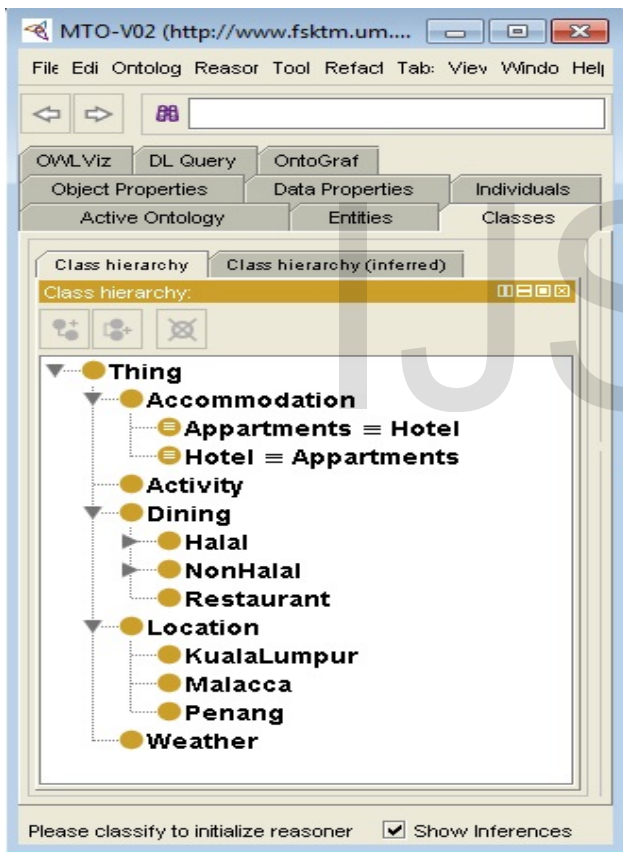 MTO-V02 (http://www.fsktm.um....
File Edi Ontolog Reasor Tool Refact Tab: Viev Windo Help
OWLViz DL Query OntoGraf
Object Properties Data Properties Individuals
Active Ontology Entities Classes
Class hierarchy Class hierarchy (inferred)
Class hierarchy:
Thing
Accommodation
Appartments ≡ Hotel
Hotel ≡ Appartments
Activity
Dining
Halal
NonHalal
Restaurant
Location
KualaLumpur
Malacca
Penang
Weather
Please classify to initialize reasoner Show Inferences
IJS